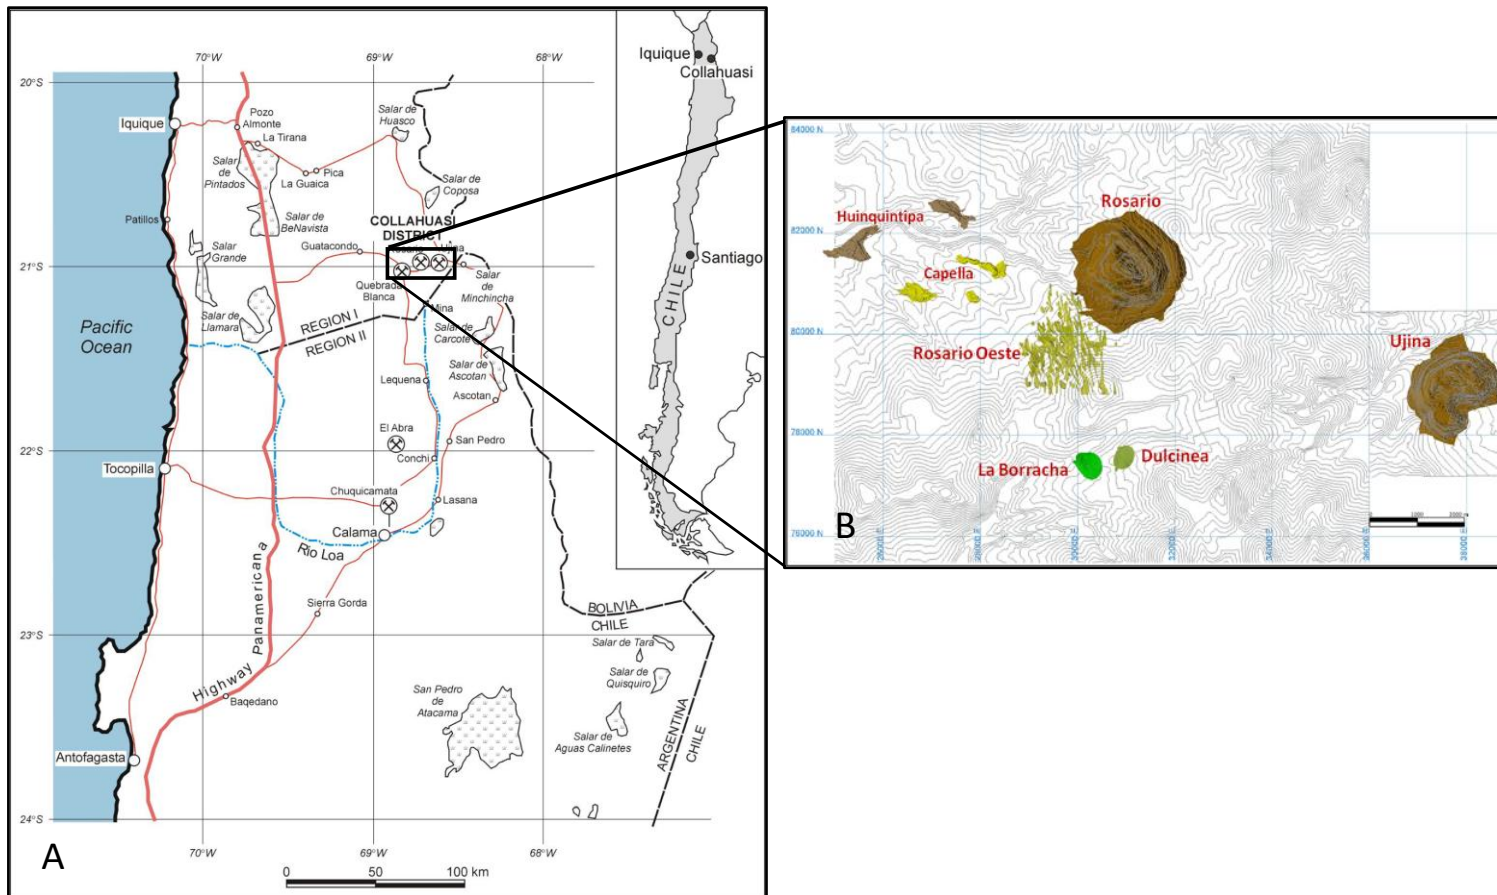 70°W
69°W
68°W
20°S
Iquique
Pozo
Almonte
La Tirana
Salar de
Huasco
Salar
de
Pintados
Pica
La Guaica
Salar de
Coposa
Patillos
Salar de
BeNavista
COLLAHUASI
DISTRICT
Guatacondo
Salar
Grande
21°S
Quebrada
Blanca
Salar
de
Minchincha
Mina
Salar de
Llamara
REGION I
REGION II
Salar de
Carcote
Pacific
Ocean
Salar de
Ascotan
Lequena
Ascotan
El Abra
San Pedro
22°S
Conchi
Tocopilla
Chuquicamata
Lasana
Calama
Rio Loa
Highway Panamericana
Sierra Gorda
BOLIVIA
CHILE
23°S
Salar de Tara
Salar de
Quisquiro
San Pedro
de
Atacama
Baqedano
Salar de
Aguas Calinetes
ARGENTINA
CHILE
Antofagasta
24°S
A
70°W
69°W
68°W
0
50
100 km
Iquique
Collahuasi
Santiago
CHILE
84000 N
Rosario
Huinquintipa
82000 N
Capella
80000 N
Rosario Oeste
Ujina
78000 N
La Borracha
Dulcinea
B
76000 N